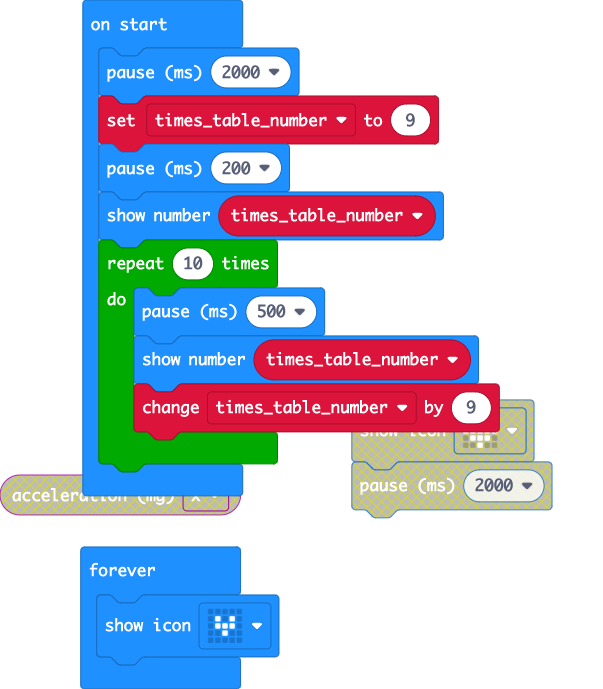 on start
pause (ms) 2000
set times_table_number to 9
pause (ms) 200
show number times_table_number
repeat 10 times
do
pause (ms) 500
show number times_table_number
change times_table_number by 9
show icon
pause (ms) 2000
acceleration (mg) x
forever
show icon